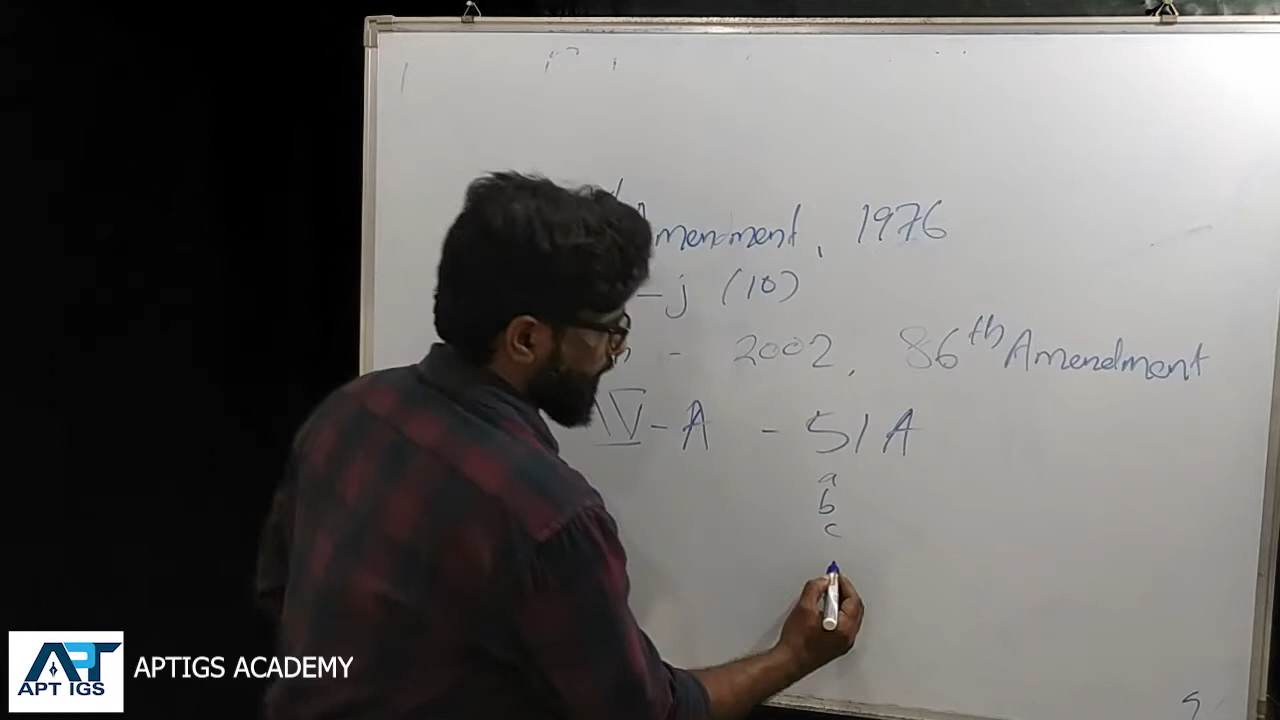 Amendment, 1976
- j (10)
- 2002, 86th Amendment
IV - A - 51 A
a
b
c
APT IGS
APTIGS ACADEMY